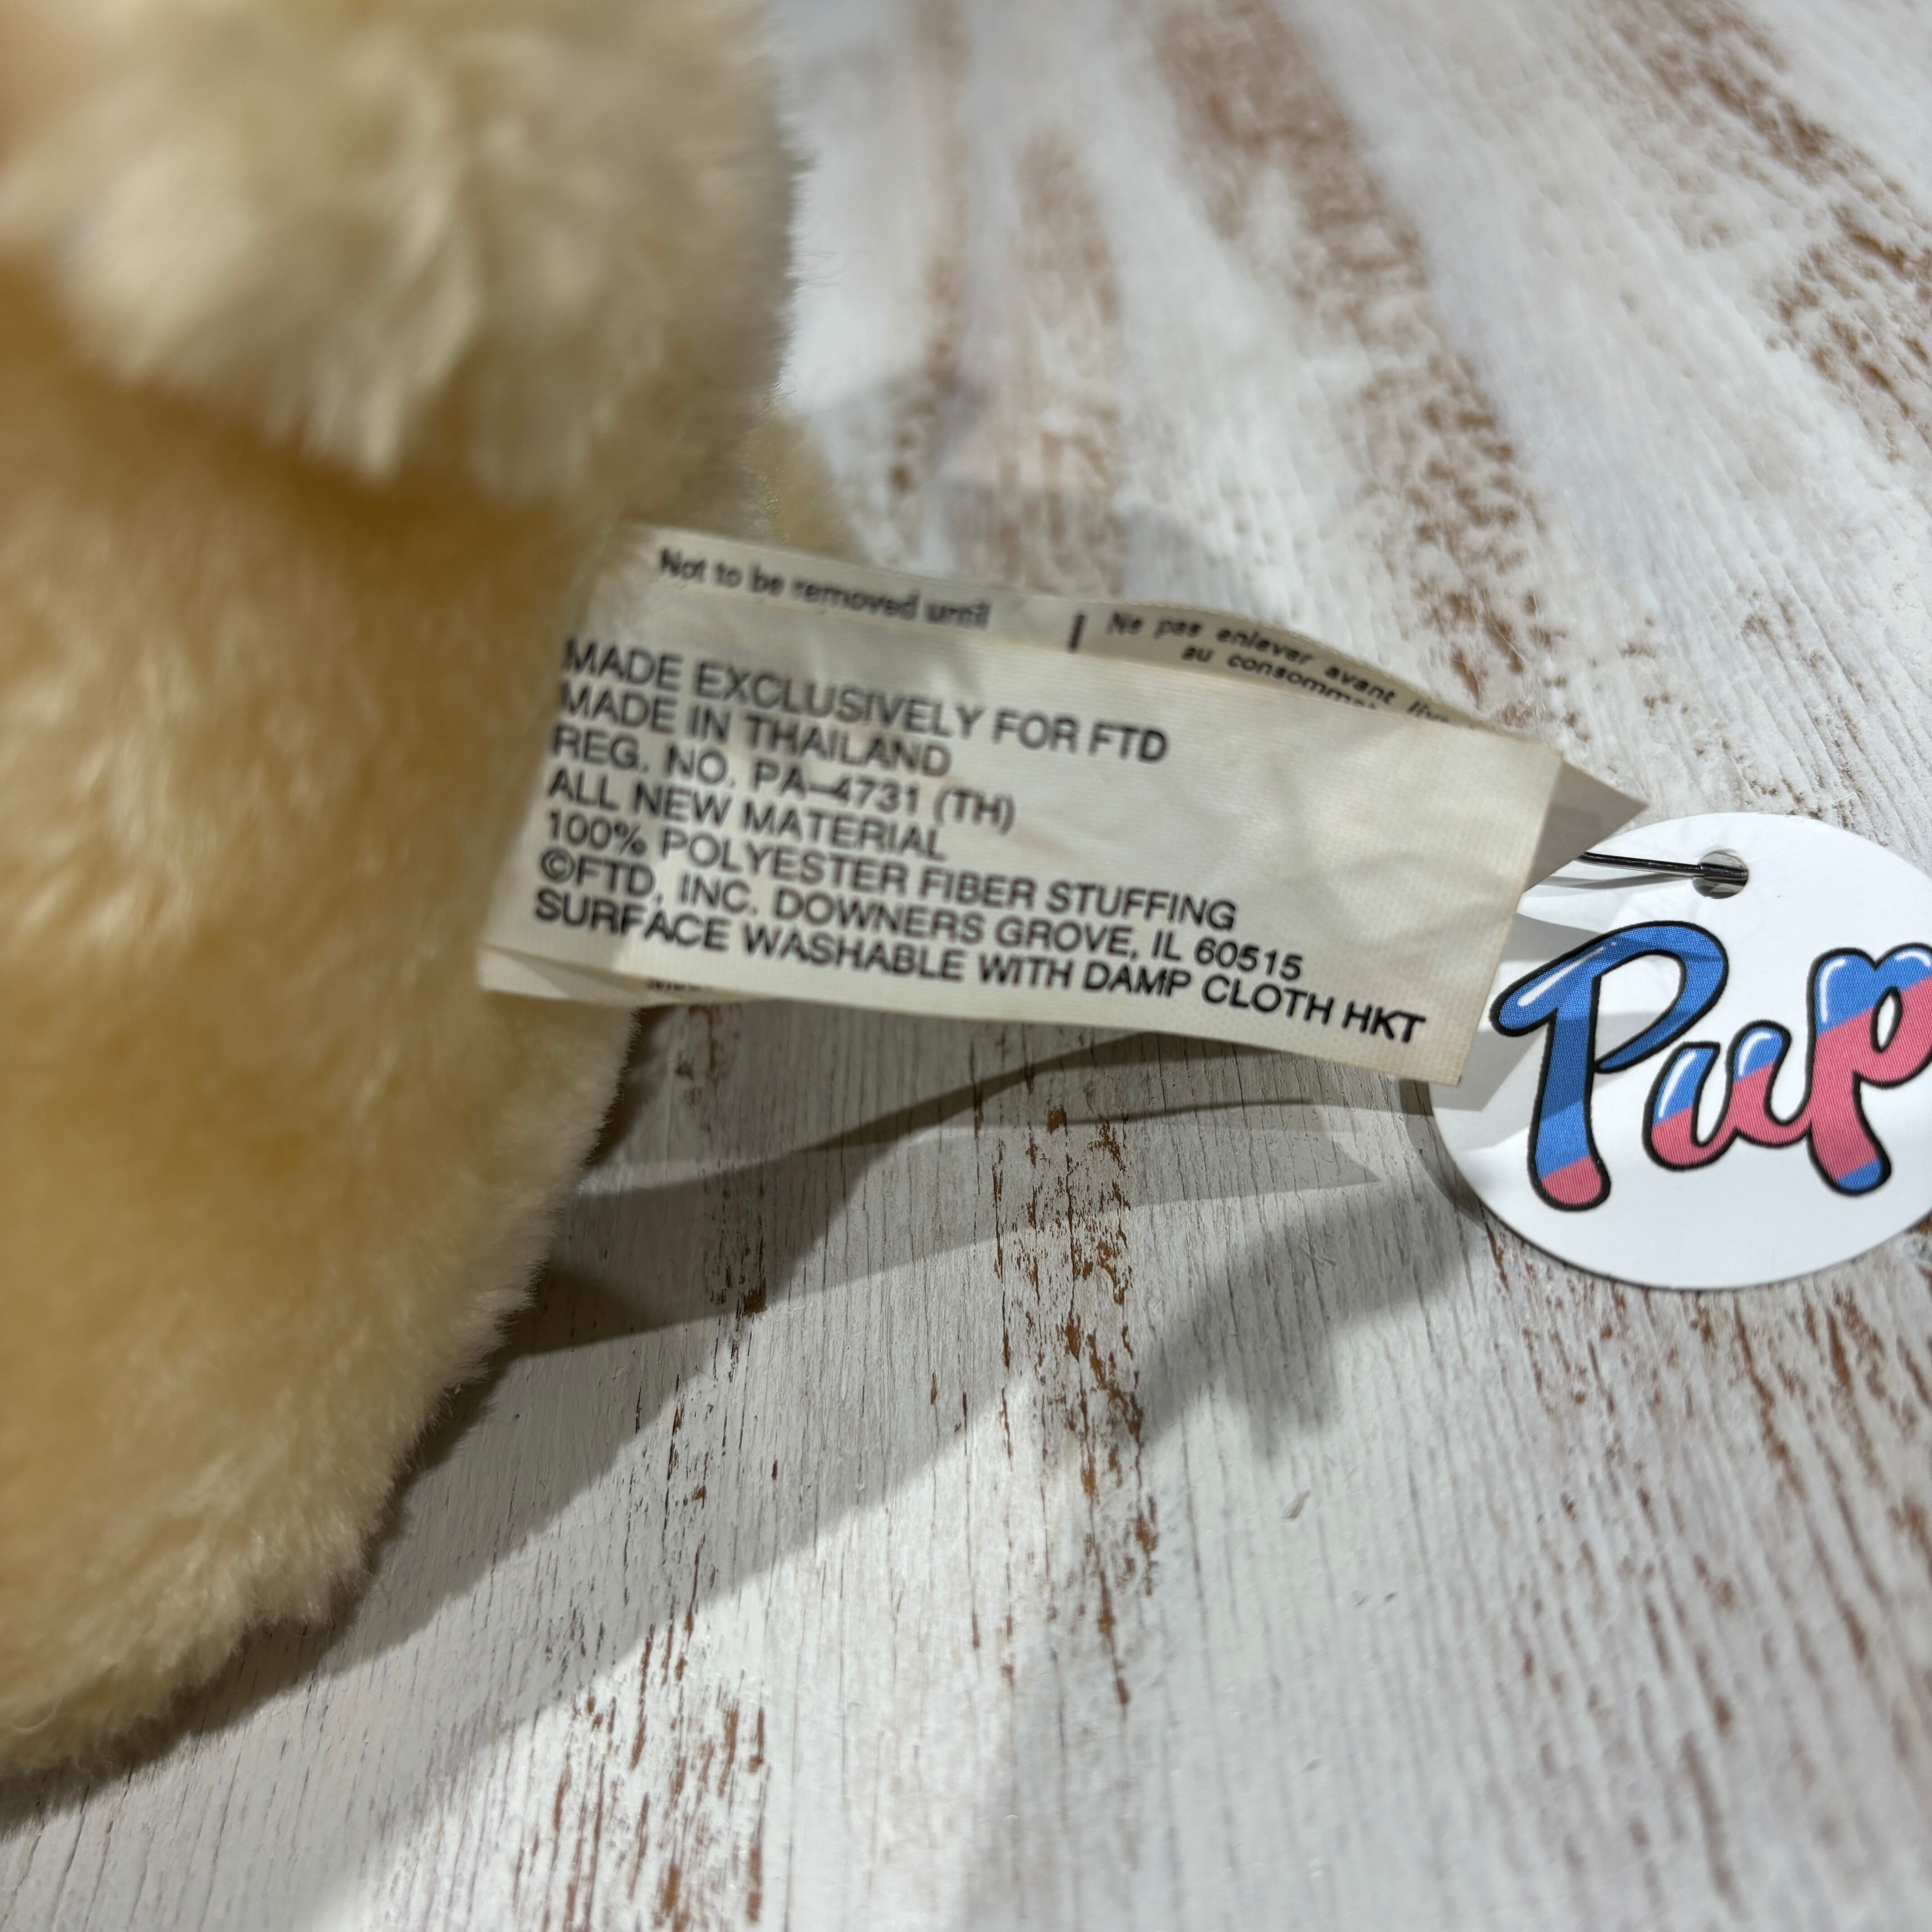 Not to be removed until
Ne pas enlever avant
au
MADE EXCLUSIVELY FOR FTD
MADE IN THAILAND
REG. NO. PA-4731 (TH)
ALL NEW MATERIAL
100% POLYESTER FIBER STUFFING
©FTD, INC. DOWNERS GROVE, IL 60515
SURFACE WASHABLE WITH DAMP CLOTH HKT
Pup